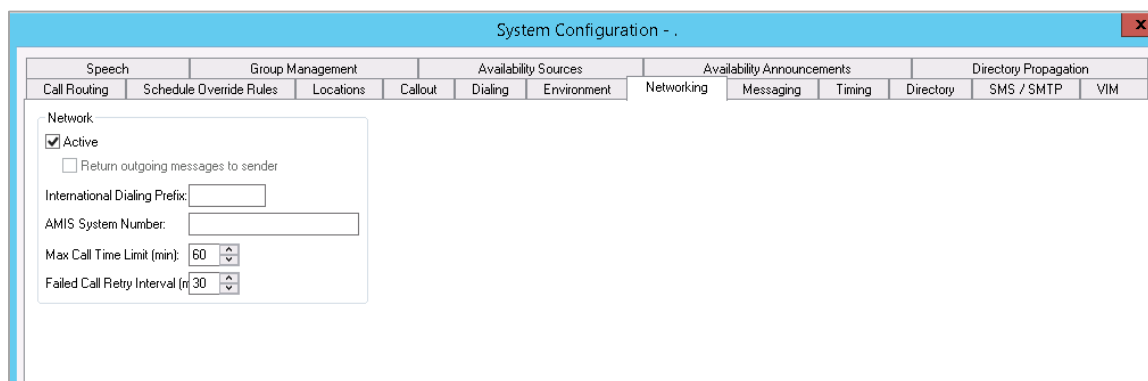 System Configuration - .
x
Speech Group Management Availability Sources Availability Announcements Directory Propagation
Call Routing Schedule Override Rules Locations Callout Dialing Environment Networking Messaging Timing Directory SMS / SMTP VIM
Network
Active
Return outgoing messages to sender
International Dialing Prefix:
AMIS System Number:
Max Call Time Limit (min): 60
Failed Call Retry Interval (m 30